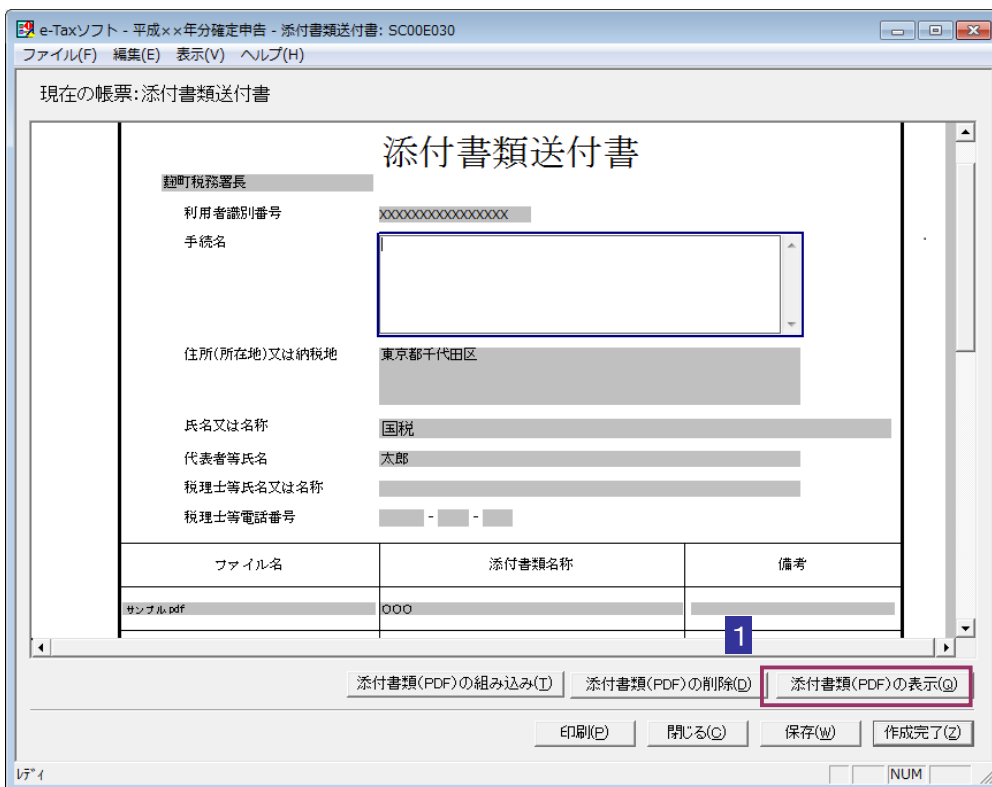 e-Taxソフト - 平成××年分確定申告 - 添付書類送付書: SC00E030
ファイル(F) 編集(E) 表示(V) ヘルプ(H)
現在の帳票:添付書類送付書
添付書類送付書
麹町税務署長
利用者識別番号 XXXXXXXXXXXXXXXX
手続名
住所(所在地)又は納税地 東京都千代田区
氏名又は名称 国税
代表者等氏名 太郎
税理士等氏名又は名称
税理士等電話番号 - -
ファイル名 添付書類名称 備考
サンプル.pdf ○○○
1
添付書類(PDF)の組み込み(T) 添付書類(PDF)の削除(D) 添付書類(PDF)の表示(Q)
印刷(P) 閉じる(C) 保存(W) 作成完了(Z)
レディ NUM